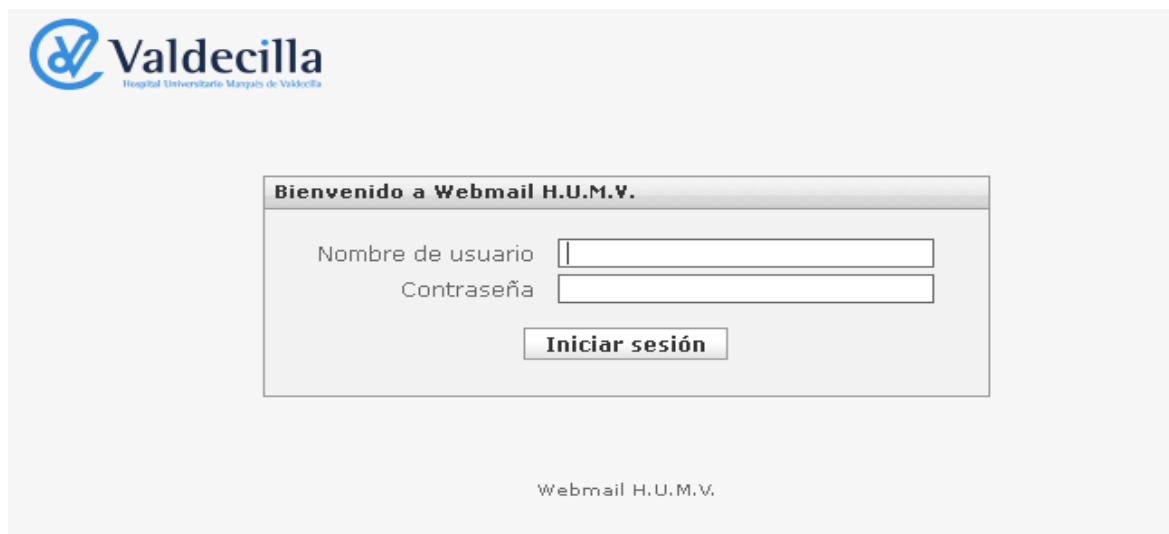 Valdecilla
Hospital Universitario Marqués de Valdecilla
Bienvenido a Webmail H.U.M.V.
Nombre de usuario
Contraseña
Iniciar sesión
Webmail H.U.M.V.